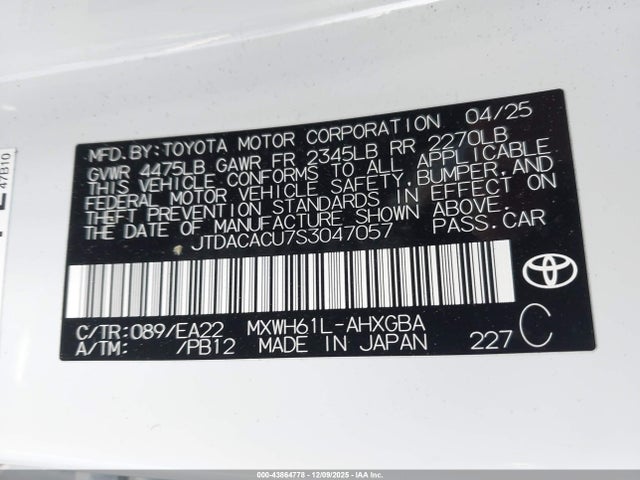 MFD.BY:TOYOTA MOTOR CORPORATION 04/25
GVWR 4475LB GAWR FR 2345LB RR 2270LB
THIS VEHICLE CONFORMS TO ALL APPLICABLE
FEDERAL MOTOR VEHICLE SAFETY,BUMPER,AND
THEFT PREVENTION STANDARDS IN EFFECT ON
THE DATE OF MANUFACTURE SHOWN ABOVE.
JTDACACU7S3047057 PASS.CAR
C/TR:089/EA22 MXWH61L-AHXGBA
A/TM: /PB12 MADE IN JAPAN 227 C
47B10
000-43864778 - 12/09/2025 - IAAI.COM